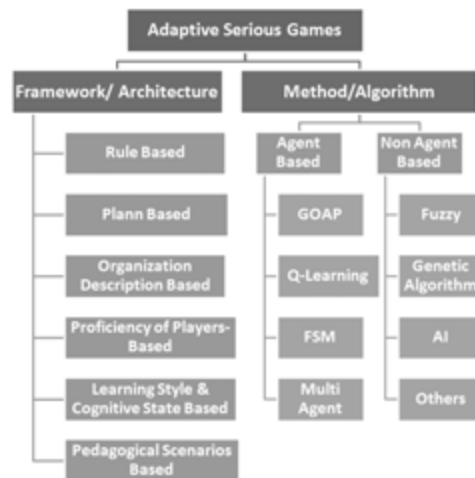 Adaptive Serious Games
Framework/ Architecture
Method/Algorithm
Rule Based
Plann Based
Organization
Description Based
Proficiency of Players-
Based
Learning Style &
Cognitive State Based
Pedagogical Scenarios
Based
Agent
Based
GOAP
Q-Learning
FSM
Multi
Agent
Non Agent
Based
Fuzzy
Genetic
Algorithm
AI
Others